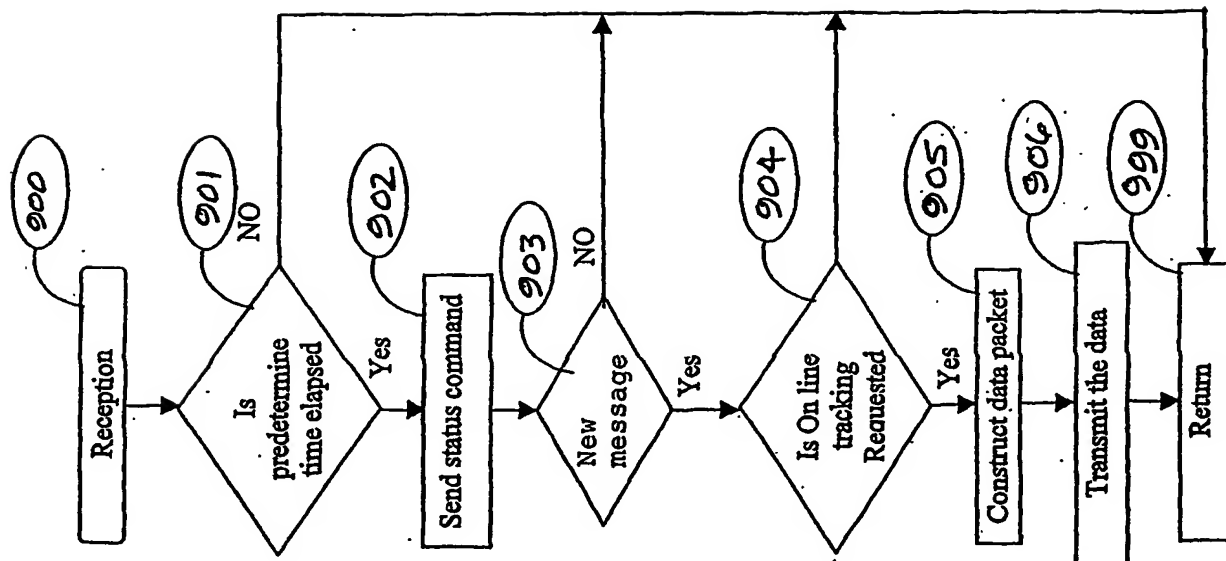 900
Reception
901
Is
predetermine
time elapsed
NO
Yes
902
Send status command
903
New
message
NO
Yes
904
Is On line
tracking
Requested
Yes
905
Construct data packet
906
Transmit the data
999
Return